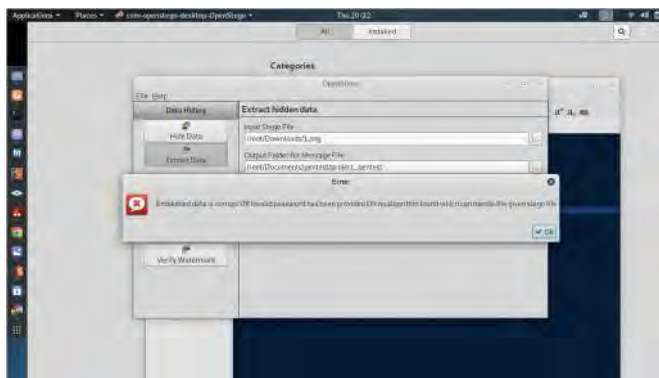 Applications Places com-openstego-desktop-OpenStego Thu 20:22
All Installed
Categories
OpenStego
File Help
Data Hiding
Extract hidden data
Hide Data
Input Stego File
/root/Downloads/1.png
Extract Data
Output Folder for Message File
Error
Embedded data is corrupt OR invalid password has been provided OR no algorithm found which can handle the given stego file
OK
Verify Watermark